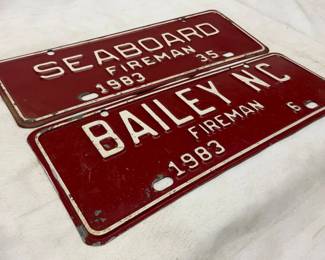 SEABOARD
FIREMAN
1983 35
BAILEY NC
FIREMAN
1983 6